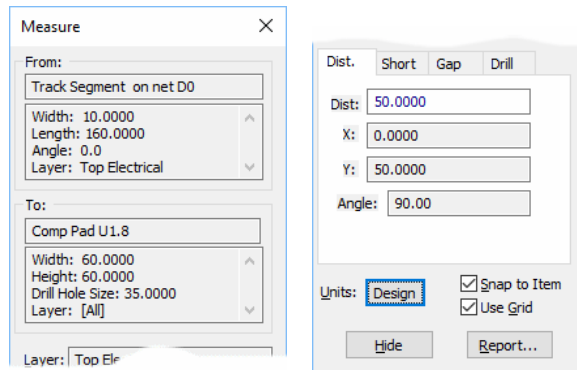 Measure
From:
Track Segment on net D0
Width: 10.0000
Length: 160.0000
Angle: 0.0
Layer: Top Electrical
To:
Comp Pad U1.8
Width: 60.0000
Height: 60.0000
Drill Hole Size: 35.0000
Layer: [All]
Layer: Top Ele
Dist. Short Gap Drill
Dist: 50.0000
X: 0.0000
Y: 50.0000
Angle: 90.00
Units: Design
Snap to Item
Use Grid
Hide Report...